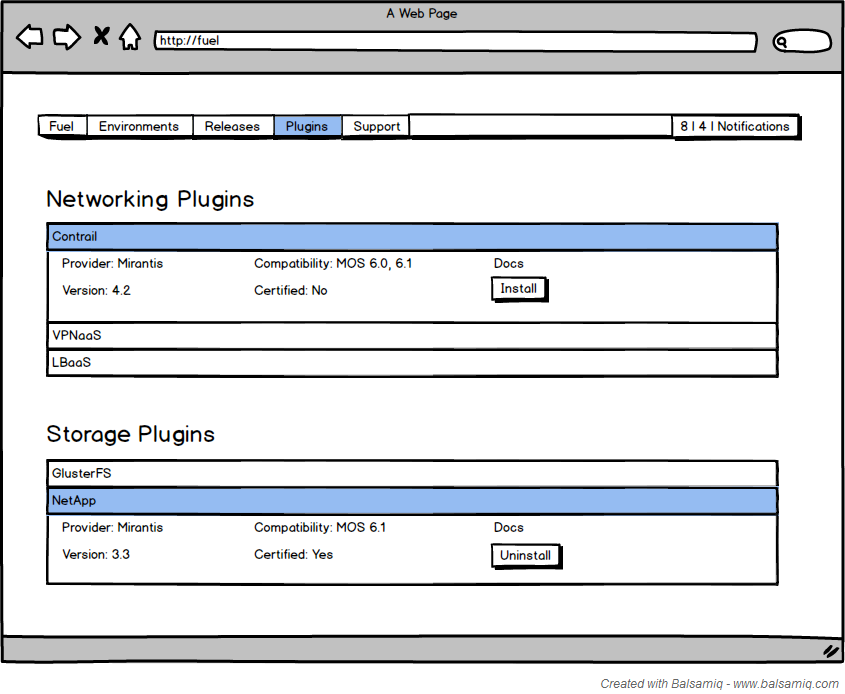 A Web Page
http://fuel
Fuel Environments Releases Plugins Support 8 | 4 | Notifications
Networking Plugins
Contrail
Provider: Mirantis Compatibility: MOS 6.0, 6.1 Docs
Version: 4.2 Certified: No Install
VPNaaS
LBaaS
Storage Plugins
GlusterFS
NetApp
Provider: Mirantis Compatibility: MOS 6.1 Docs
Version: 3.3 Certified: Yes Uninstall
Created with Balsamiq - www.balsamiq.com